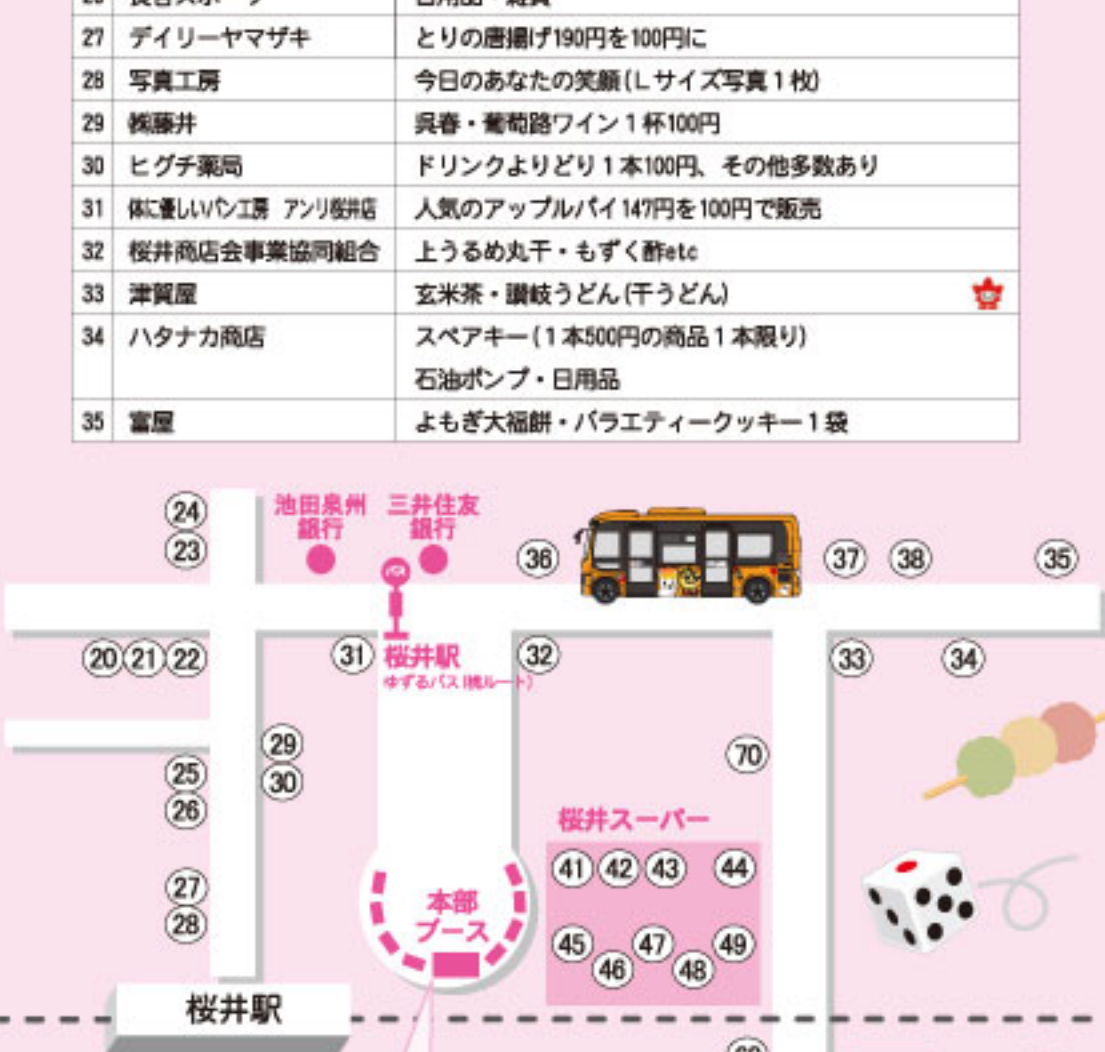 27 デイリーヤマザキ とりの唐揚げ190円を100円に
28 写真工房 今日のあなたの笑顔(Lサイズ写真1枚)
29 ㈱藤井 呉春・葡萄路ワイン1杯100円
30 ヒグチ薬局 ドリンクよりどり1本100円、その他多数あり
31 体に優しいパン工房 アンリ桜井店 人気のアップルパイ147円を100円で販売
32 桜井商店会事業協同組合 上うるめ丸干・もずく酢etc
33 津賀屋 玄米茶・讃岐うどん(干うどん)
34 ハタナカ商店 スペアキー(1本500円の商品1本限り)
石油ポンプ・日用品
35 富屋 よもぎ大福餅・バラエティークッキー1袋
24
23
池田泉州
銀行
三井住友
銀行
36
37 38 35
20 21 22
31
桜井駅
ゆずるバス(桃ルート)
32
33 34
29
30
25
26
70
桜井スーパー
41 42 43 44
45 46 47 48 49
27
28
本部
ブース
桜井駅